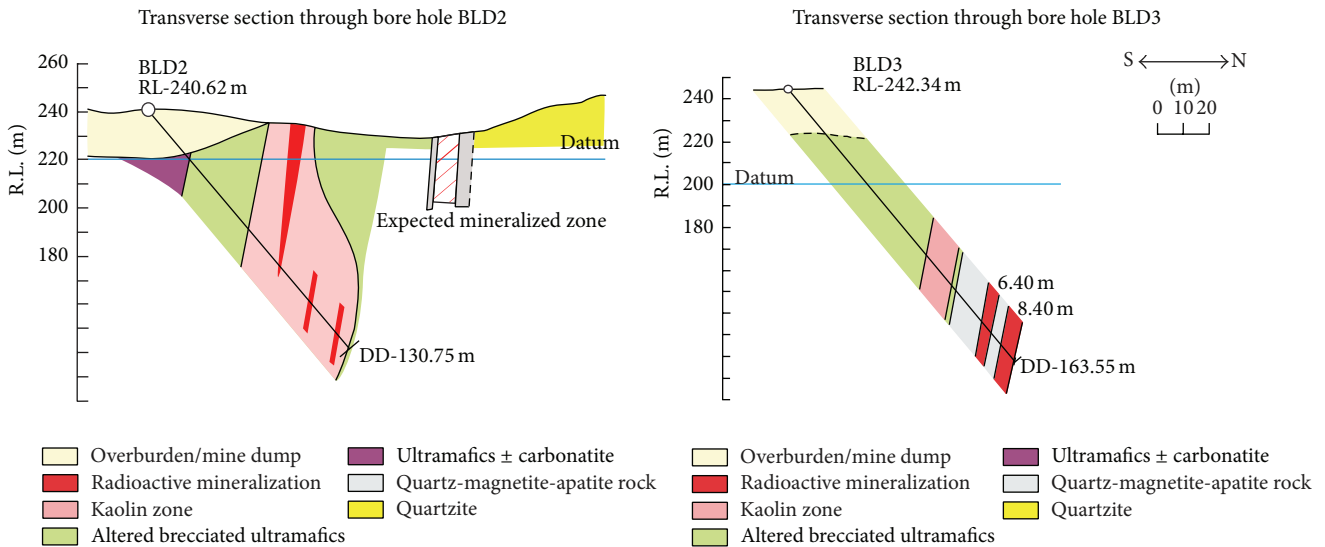 Transverse section through bore hole BLD2
260
240
220
200
180
R.L. (m)
BLD2
RL-240.62 m
Datum
Expected mineralized zone
DD-130.75 m
Overburden/mine dump
Radioactive mineralization
Kaolin zone
Altered brecciated ultramafics
Ultramafics ± carbonatite
Quartz-magnetite-apatite rock
Quartzite
Transverse section through bore hole BLD3
240
220
200
180
R.L. (m)
BLD3
RL-242.34 m
Datum
6.40 m
8.40 m
DD-163.55 m
S N
(m)
0 10 20
Overburden/mine dump
Radioactive mineralization
Kaolin zone
Altered brecciated ultramafics
Ultramafics ± carbonatite
Quartz-magnetite-apatite rock
Quartzite